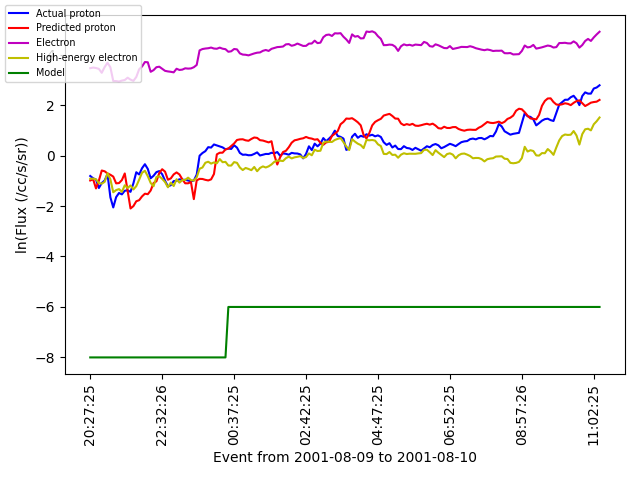 Actual proton
Predicted proton
Electron
High-energy electron
Model
ln(Flux (/cc/s/sr))
4
2
0
−2
−4
−6
−8
20:27:25
22:32:26
00:37:25
02:42:25
04:47:25
06:52:25
08:57:26
11:02:25
Event from 2001-08-09 to 2001-08-10